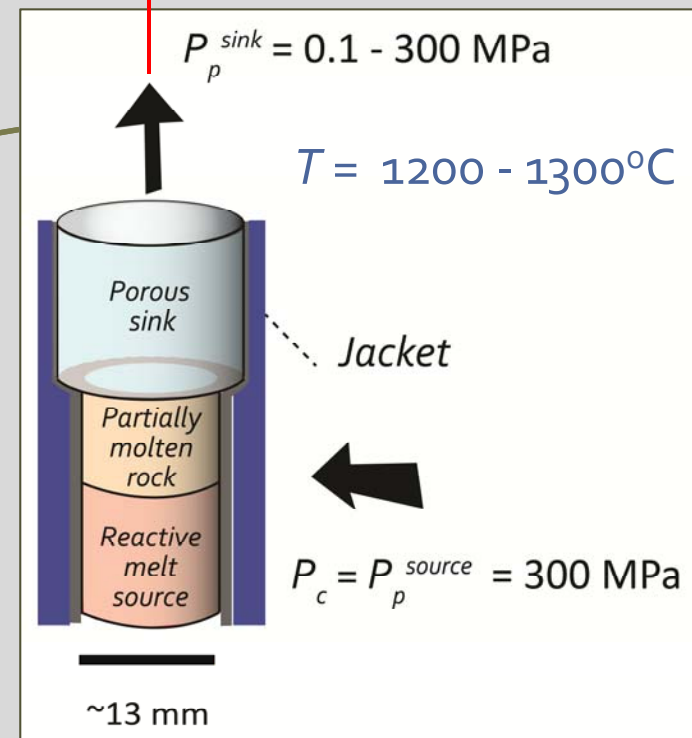 P_p^sink = 0.1 - 300 MPa
T = 1200 - 1300⁰C
Porous
sink
Jacket
Partially
molten
rock
Reactive
melt
source
P_c = P_p^source = 300 MPa
~13 mm